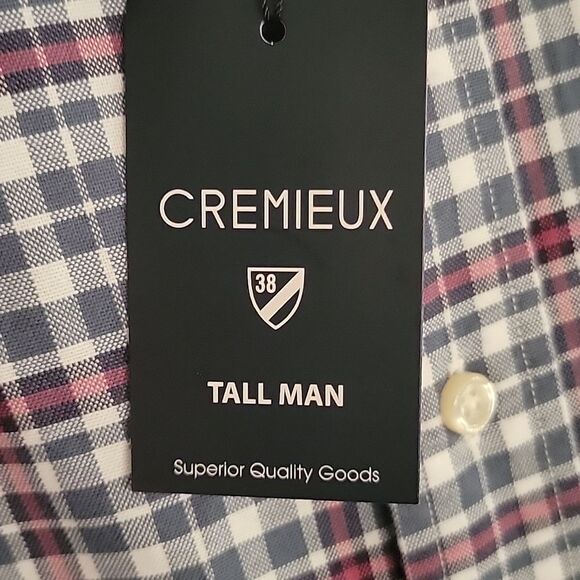 CREMIEUX
38
TALL MAN
Superior Quality Goods